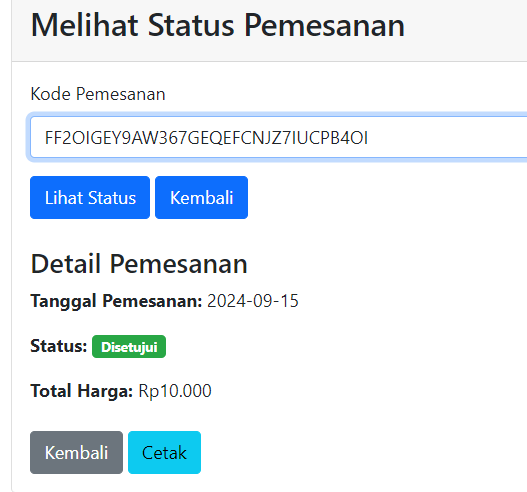 Melihat Status Pemesanan
Kode Pemesanan
FF2OIGEY9AW367GEQEFCNJZ7IUCPB4OI
Lihat Status Kembali
Detail Pemesanan
Tanggal Pemesanan: 2024-09-15
Status: Disetujui
Total Harga: Rp10.000
Kembali Cetak